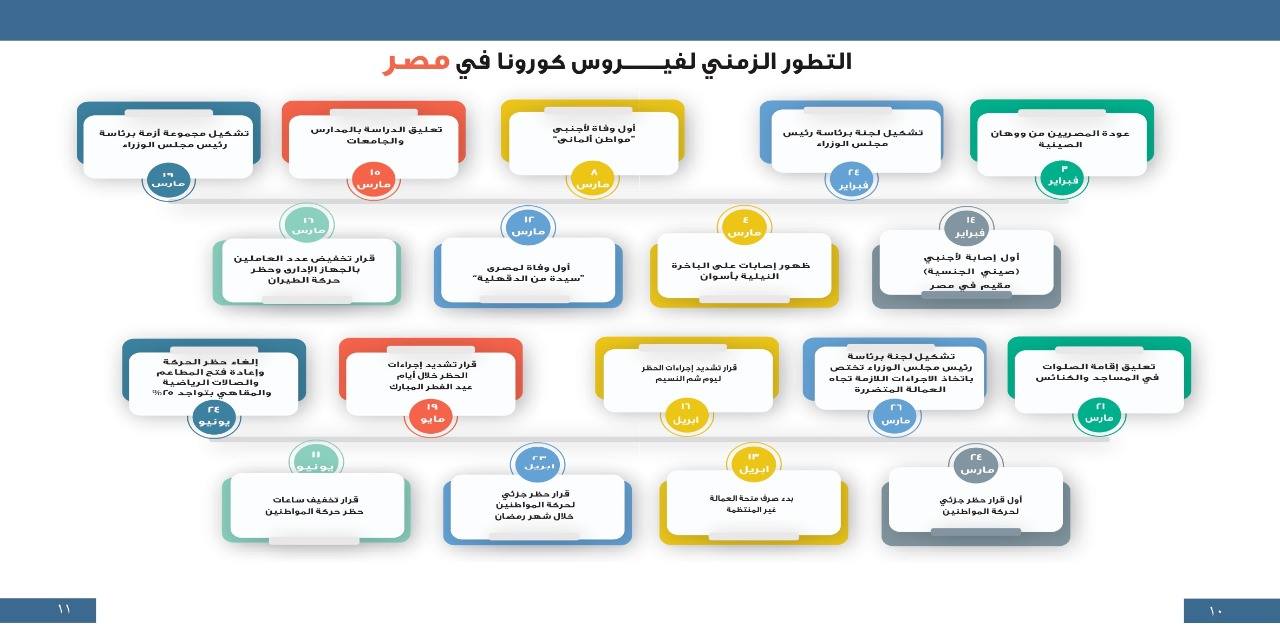 التطور الزمني لفيـــــروس كورونا في مصر
عودة المصريين من ووهان
الصينية
٣
فبراير
١٤
فبراير
أول إصابة لأجنبي
(صيني الجنسية)
مقيم في مصر
تشكيل لجنة برئاسة رئيس
مجلس الوزراء
٢٤
فبراير
٤
مارس
ظهور إصابات على الباخرة
النيلية بأسوان
أول وفاة لأجنبى
"مواطن ألمانى"
٨
مارس
١٢
مارس
أول وفاة لمصرى
"سيدة من الدقهلية"
تعليق الدراسة بالمدارس
والجامعات
١٥
مارس
١٦
مارس
قرار تخفيض عدد العاملين
بالجهاز الإدارى وحظر
حركة الطيران
تشكيل مجموعة أزمة برئاسة
رئيس مجلس الوزراء
١٩
مارس
تعليق إقامة الصلوات
في المساجد والكنائس
٢١
مارس
٢٤
مارس
أول قرار حظر جزئي
لحركة المواطنين
تشكيل لجنة برئاسة
رئيس مجلس الوزراء تختص
باتخاذ الاجراءات اللازمة تجاه
العمالة المتضررة
٢٦
مارس
١٣
ابريل
بدء صرف منحة العمالة
غير المنتظمة
قرار تشديد إجراءات الحظر
ليوم شم النسيم
١٦
ابريل
٢٣
ابريل
قرار حظر جزئي
لحركة المواطنين
خلال شهر رمضان
قرار تشديد إجراءات
الحظر خلال أيام
عيد الفطر المبارك
١٩
مايو
١١
يونيو
قرار تخفيف ساعات
حظر حركة المواطنين
إلغاء حظر الحركة
وإعادة فتح المطاعم
والصالات الرياضية
والمقاهي بتواجد ٢٥%
٢٤
يونيو
١٠
١١